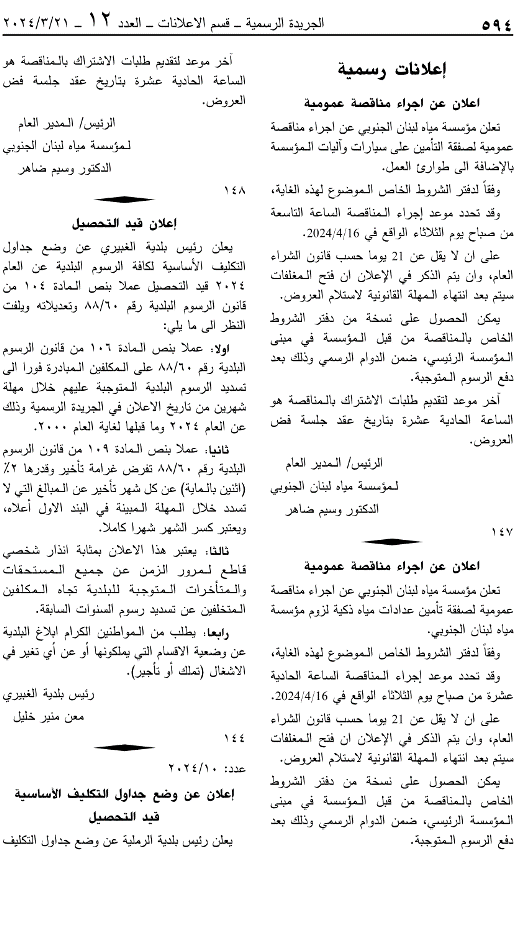 ٥٩٤
الجريدة الرسمية – قسم الاعلانات – العدد ١٢ – ٢٠٢٤/٣/٢١
إعلانات رسمية
اعلان عن اجراء مناقصة عمومية
تعلن مؤسسة مياه لبنان الجنوبي عن اجراء مناقصة
عمومية لصفقة التأمين على سيارات وآليات المؤسسة
بالإضافة الى طوارئ العمل.
وفقاً لدفتر الشروط الخاص الموضوع لهذه الغاية،
وقد تحدد موعد إجراء المناقصة الساعة التاسعة
من صباح يوم الثلاثاء الواقع في 2024/4/16.
على ان لا يقل عن 21 يوما حسب قانون الشراء
العام، وان يتم الذكر في الإعلان ان فتح المغلفات
سيتم بعد انتهاء المهلة القانونية لاستلام العروض.
يمكن الحصول على نسخة من دفتر الشروط
الخاص بالمناقصة من قبل المؤسسة في مبنى
المؤسسة الرئيسي، ضمن الدوام الرسمي وذلك بعد
دفع الرسوم المتوجبة.
آخر موعد لتقديم طلبات الاشتراك بالمناقصة هو
الساعة الحادية عشرة بتاريخ عقد جلسة فض
العروض.
الرئيس/ المدير العام
لمؤسسة مياه لبنان الجنوبي
الدكتور وسيم ضاهر
١٤٧
اعلان عن اجراء مناقصة عمومية
تعلن مؤسسة مياه لبنان الجنوبي عن اجراء مناقصة
عمومية لصفقة تأمين عدادات مياه ذكية لزوم مؤسسة
مياه لبنان الجنوبي.
وفقاً لدفتر الشروط الخاص الموضوع لهذه الغاية،
وقد تحدد موعد إجراء المناقصة الساعة الحادية
عشرة من صباح يوم الثلاثاء الواقع في 2024/4/16.
على ان لا يقل عن 21 يوما حسب قانون الشراء
العام، وان يتم الذكر في الإعلان ان فتح المغلفات
سيتم بعد انتهاء المهلة القانونية لاستلام العروض.
يمكن الحصول على نسخة من دفتر الشروط
الخاص بالمناقصة من قبل المؤسسة في مبنى
المؤسسة الرئيسي، ضمن الدوام الرسمي وذلك بعد
دفع الرسوم المتوجبة.
آخر موعد لتقديم طلبات الاشتراك بالمناقصة هو
الساعة الحادية عشرة بتاريخ عقد جلسة فض
العروض.
الرئيس/ المدير العام
لمؤسسة مياه لبنان الجنوبي
الدكتور وسيم ضاهر
١٤٨
إعلان قيد التحصيل
يعلن رئيس بلدية الغبيري عن وضع جداول
التكليف الأساسية لكافة الرسوم البلدية عن العام
٢٠٢٤ قيد التحصيل عملا بنص المادة ١٠٤ من
قانون الرسوم البلدية رقم ٨٨/٦٠ وتعديلاته ويلفت
النظر الى ما يلي:
اولا: عملا بنص المادة ١٠٦ من قانون الرسوم
البلدية رقم ٨٨/٦٠ على المكلفين المبادرة فورا الى
تسديد الرسوم البلدية المتوجبة عليهم خلال مهلة
شهرين من تاريخ الاعلان في الجريدة الرسمية وذلك
عن العام ٢٠٢٤ وما قبلها لغاية العام ٢٠٠٠.
ثانيا: عملا بنص المادة ١٠٩ من قانون الرسوم
البلدية رقم ٨٨/٦٠ تفرض غرامة تأخير وقدرها ٢%
(اثنين بالماية) عن كل شهر تأخير عن المبالغ التي لا
تسدد خلال المهلة المبينة في البند الاول أعلاه،
ويعتبر كسر الشهر شهرا كاملا.
ثالثا: يعتبر هذا الاعلان بمثابة انذار شخصي
قاطع لمرور الزمن عن جميع المستحقات
والمتأخرات المتوجبة للبلدية تجاه المكلفين
المتخلفين عن تسديد رسوم السنوات السابقة.
رابعا: يطلب من المواطنين الكرام ابلاغ البلدية
عن وضعية الاقسام التي يملكونها أو عن أي تغير في
الاشغال (تملك أو تأجير).
رئيس بلدية الغبيري
معن منير خليل
١٤٤
عدد: ٢٠٢٤/١٠
إعلان عن وضع جداول التكليف الأساسية
قيد التحصيل
يعلن رئيس بلدية الرملية عن وضع جداول التكليف